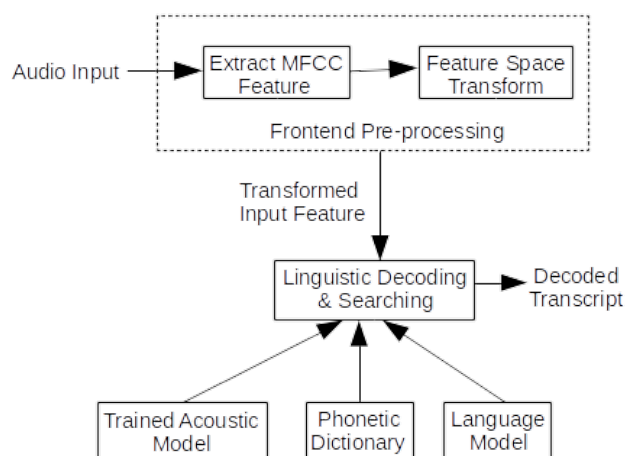 Audio Input
Extract MFCC
Feature
Feature Space
Transform
Frontend Pre-processing
Transformed
Input Feature
Linguistic Decoding
& Searching
Decoded
Transcript
Trained Acoustic
Model
Phonetic
Dictionary
Language
Model